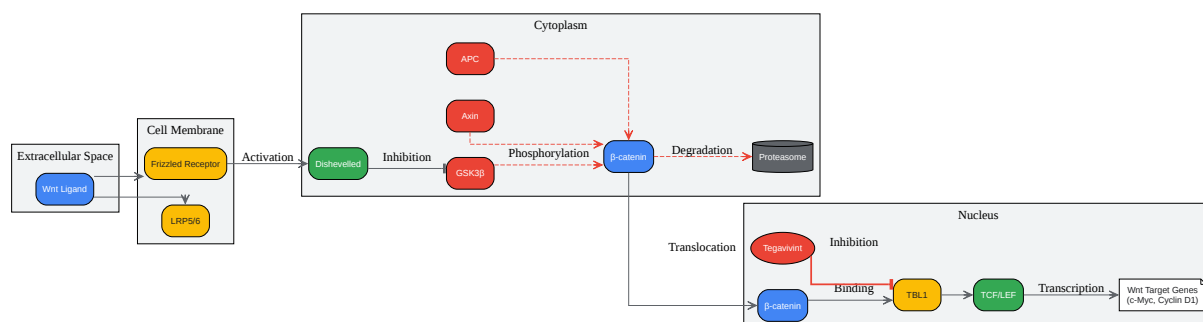 Extracellular Space
Wnt Ligand
Cell Membrane
Frizzled Receptor
LRP5/6
Activation
Cytoplasm
APC
Axin
Dishevelled
Inhibition
GSK3β
Phosphorylation
β-catenin
Degradation
Proteasome
Translocation
Nucleus
Tegavivint
Inhibition
β-catenin
Binding
TBL1
TCF/LEF
Transcription
Wnt Target Genes
(c-Myc, Cyclin D1)